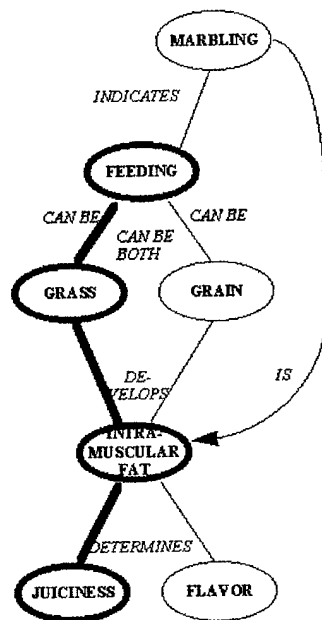 MARBLING
INDICATES
FEEDING
CAN BE
CAN BE
CAN BE
BOTH
GRASS
GRAIN
DE-
VELOPS
IS
INTRA-
MUSCULAR
FAT
DETERMINES
JUICINESS
FLAVOR